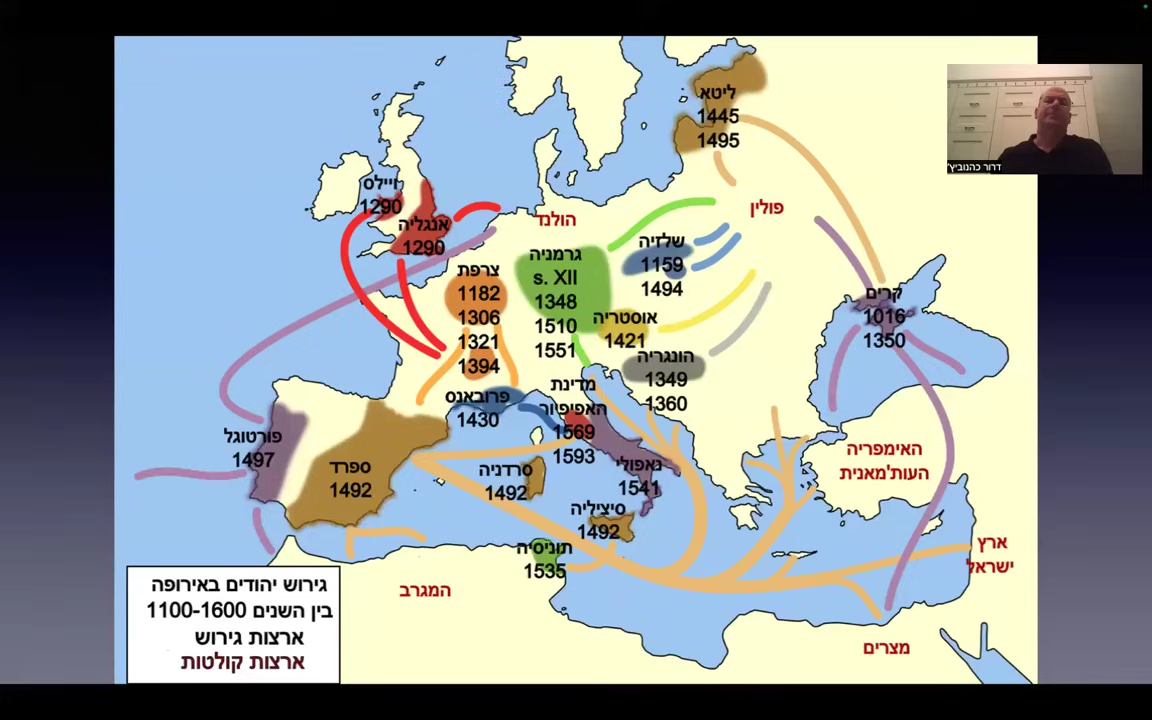 ליטא
1445
1495
דרור כהנוביץ'
ויילס
1290
אנגליה
1290
הולנד
פולין
שלזיה
1159
1494
גרמניה
s. XII
1348
1510
1551
צרפת
1182
1306
1321
1394
אוסטריה
1421
קרים
1016
1350
הונגריה
1349
1360
פרובאנס
1430
מדינת
האפיפיור
1569
1593
פורטוגל
1497
ספרד
1492
סרדניה
1492
נאפולי
1541
סיציליה
1492
תוניסיה
1535
האימפריה
העות'מאנית
ארץ
ישראל
המגרב
מצרים
גירוש יהודים באירופה
בין השנים 1100-1600
ארצות גירוש
ארצות קולטות